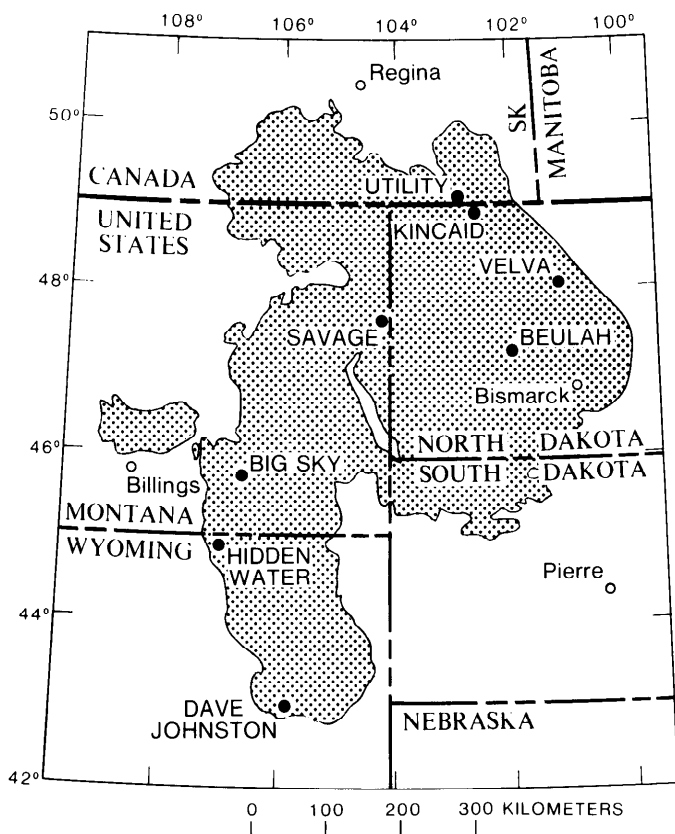 108° 106° 104° 102° 100°
Regina
50°
SK
MANITOBA
CANADA
UTILITY
UNITED
STATES
KINCAID
48°
VELVA
SAVAGE
BEULAH
Bismarck
46°
NORTH DAKOTA
BIG SKY
SOUTH DAKOTA
Billings
MONTANA
WYOMING
HIDDEN
WATER
Pierre
44°
DAVE
JOHNSTON
NEBRASKA
42°
0 100 200 300 KILOMETERS